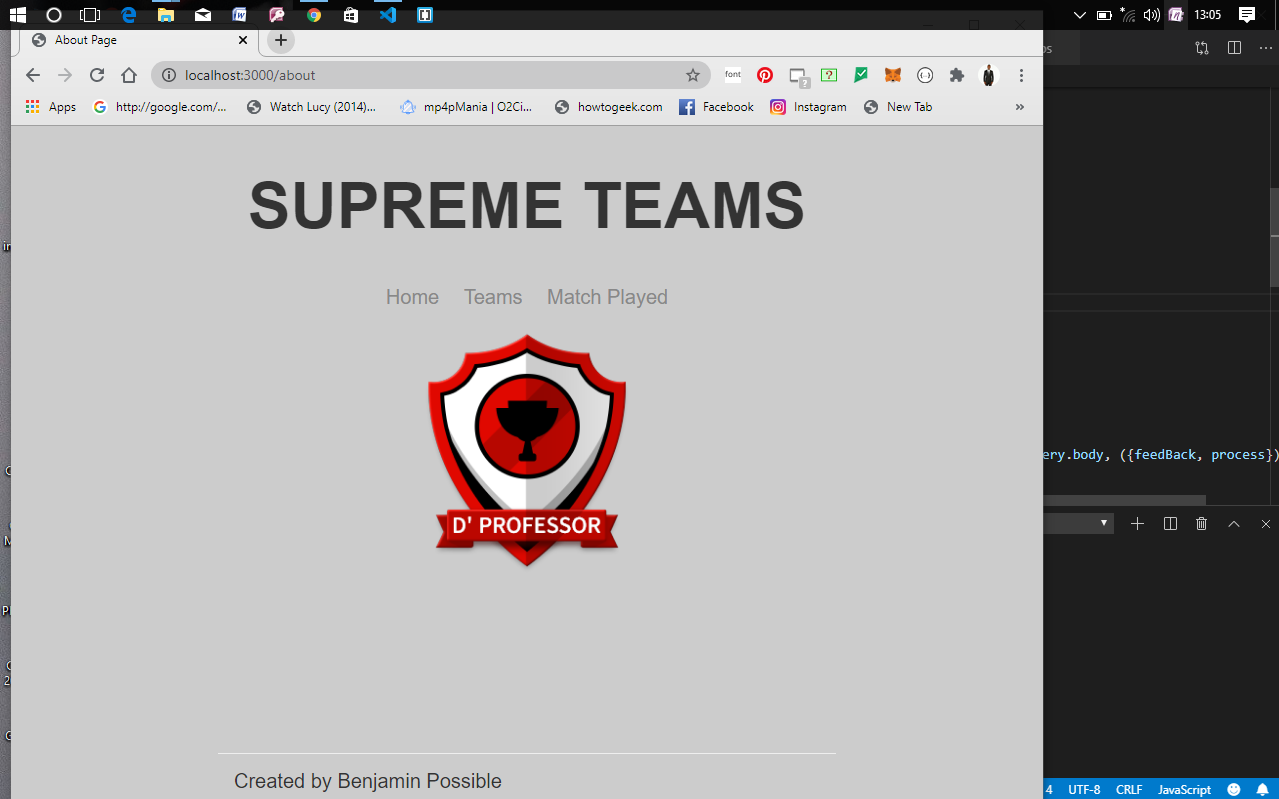 13:05
About Page
localhost:3000/about
font
Apps
http://google.com/...
Watch Lucy (2014)...
mp4pMania | O2Ci...
howtogeek.com
Facebook
Instagram
New Tab
»
SUPREME TEAMS
Home Teams Match Played
D' PROFESSOR
Created by Benjamin Possible
ery.body, ({feedBack, process})
4 UTF-8 CRLF JavaScript